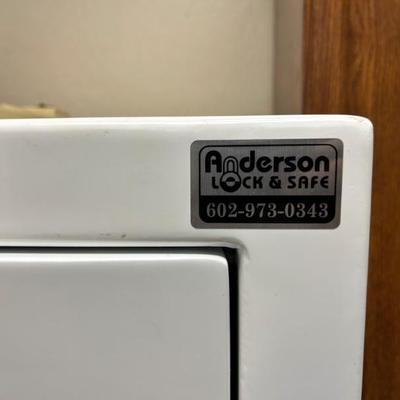 Anderson
LOCK & SAFE
602-973-0343